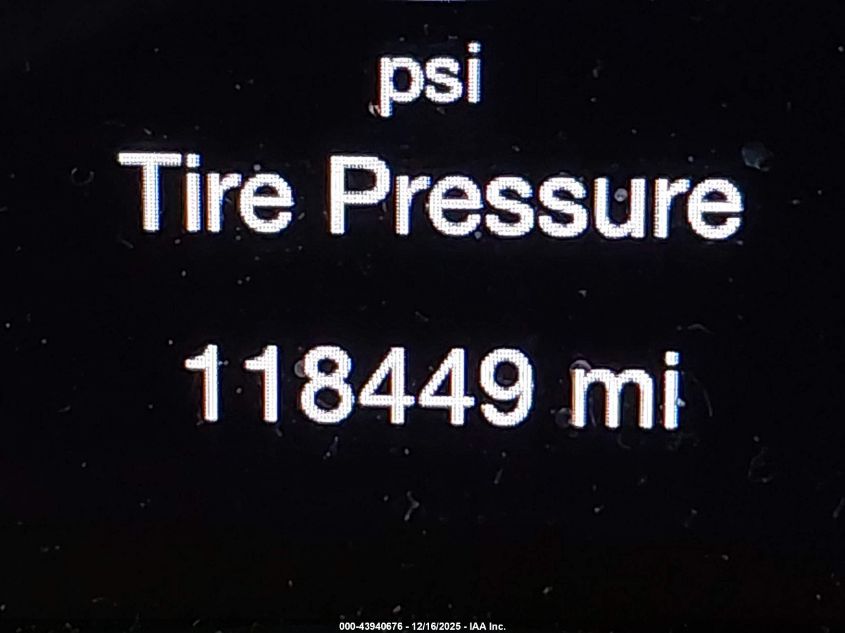 psi
Tire Pressure
118449 mi
000-43940676 - 12/16/2025 - IAA Inc.